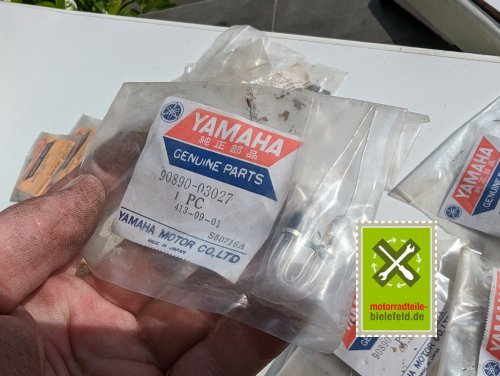 YAMAHA
純正部品
GENUINE PARTS
90890-03027
1 PC
413-09-01
S80716A
YAMAHA MOTOR CO., LTD
MADE IN JAPAN
YAMAHA
motorradteile-
bielefeld.de
90890